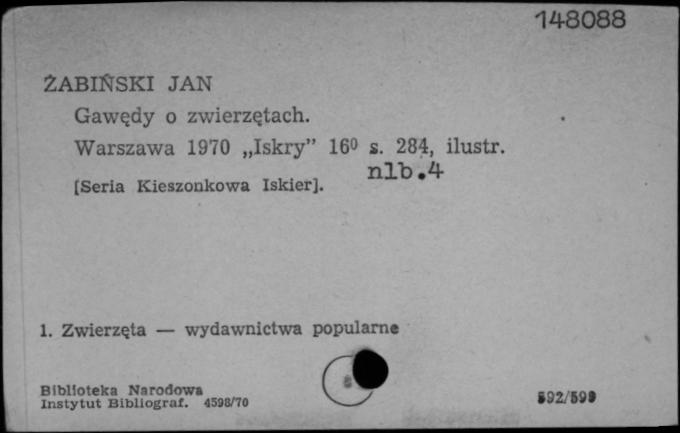 148088
ŻABIŃSKI JAN
Gawędy o zwierzętach.
Warszawa 1970 „Iskry” 16⁰ s. 284, ilustr.
nlb.4
[Seria Kieszonkowa Iskier].
1. Zwierzęta — wydawnictwa popularne
Biblioteka Narodowa
Instytut Bibliograf. 4598/70
592/599